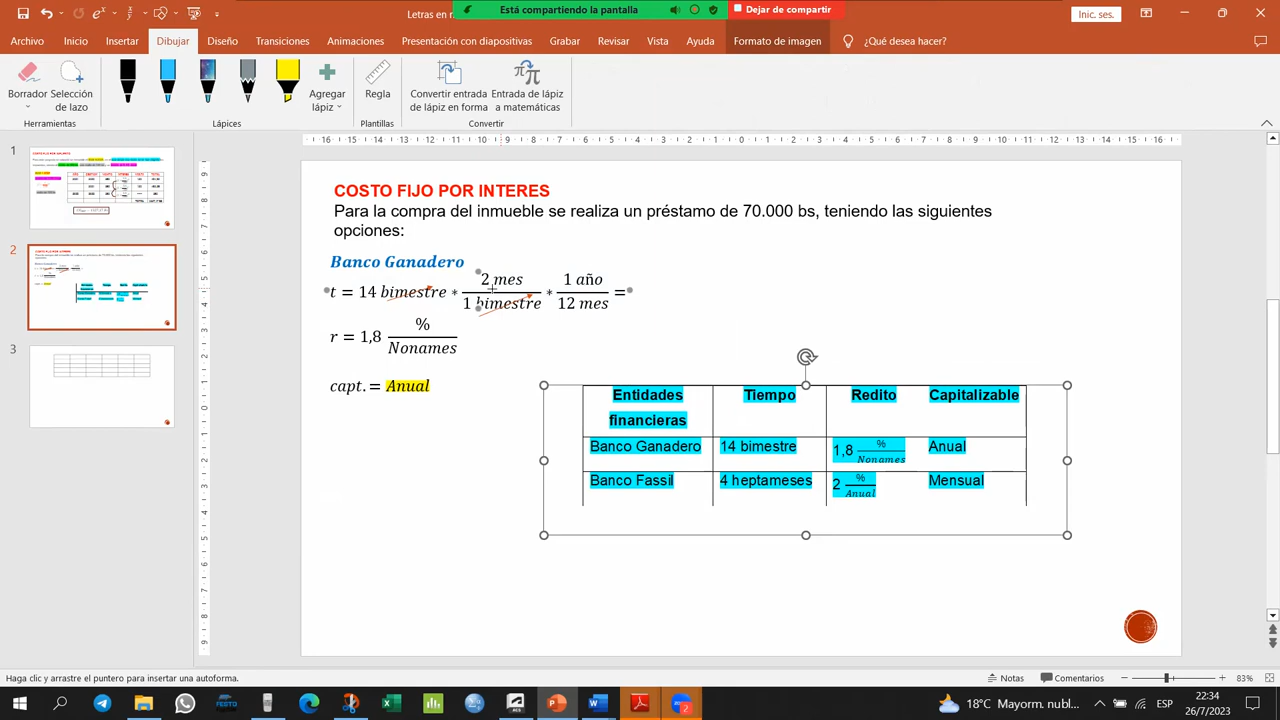 Letras en r
Está compartiendo la pantalla
Dejar de compartir
Inic. ses.
Archivo Inicio Insertar Dibujar Diseño Transiciones Animaciones Presentación con diapositivas Grabar Revisar Vista Ayuda Formato de imagen ¿Qué desea hacer?
Borrador Selección de lazo
Agregar lápiz
Regla
Convertir entrada de lápiz en forma
Entrada de lápiz a matemáticas
Herramientas Lápices Plantillas Convertir
1
2
3
COSTO FIJO POR INTERES
Para la compra del inmueble se realiza un préstamo de 70.000 bs, teniendo las siguientes
opciones:
Banco Ganadero
t = 14 bimestre * 2 mes / 1 bimestre * 1 año / 12 mes =
r = 1,8 % / Nonames
capt. = Anual
Entidades financieras Tiempo Redito Capitalizable
Banco Ganadero 14 bimestre 1,8 % / Nonames Anual
Banco Fassil 4 heptameses 2 % / Anual Mensual
Haga clic y arrastre el puntero para insertar una autoforma.
Notas Comentarios 83%
18°C Mayorm. nubl... ESP 22:34
26/7/2023